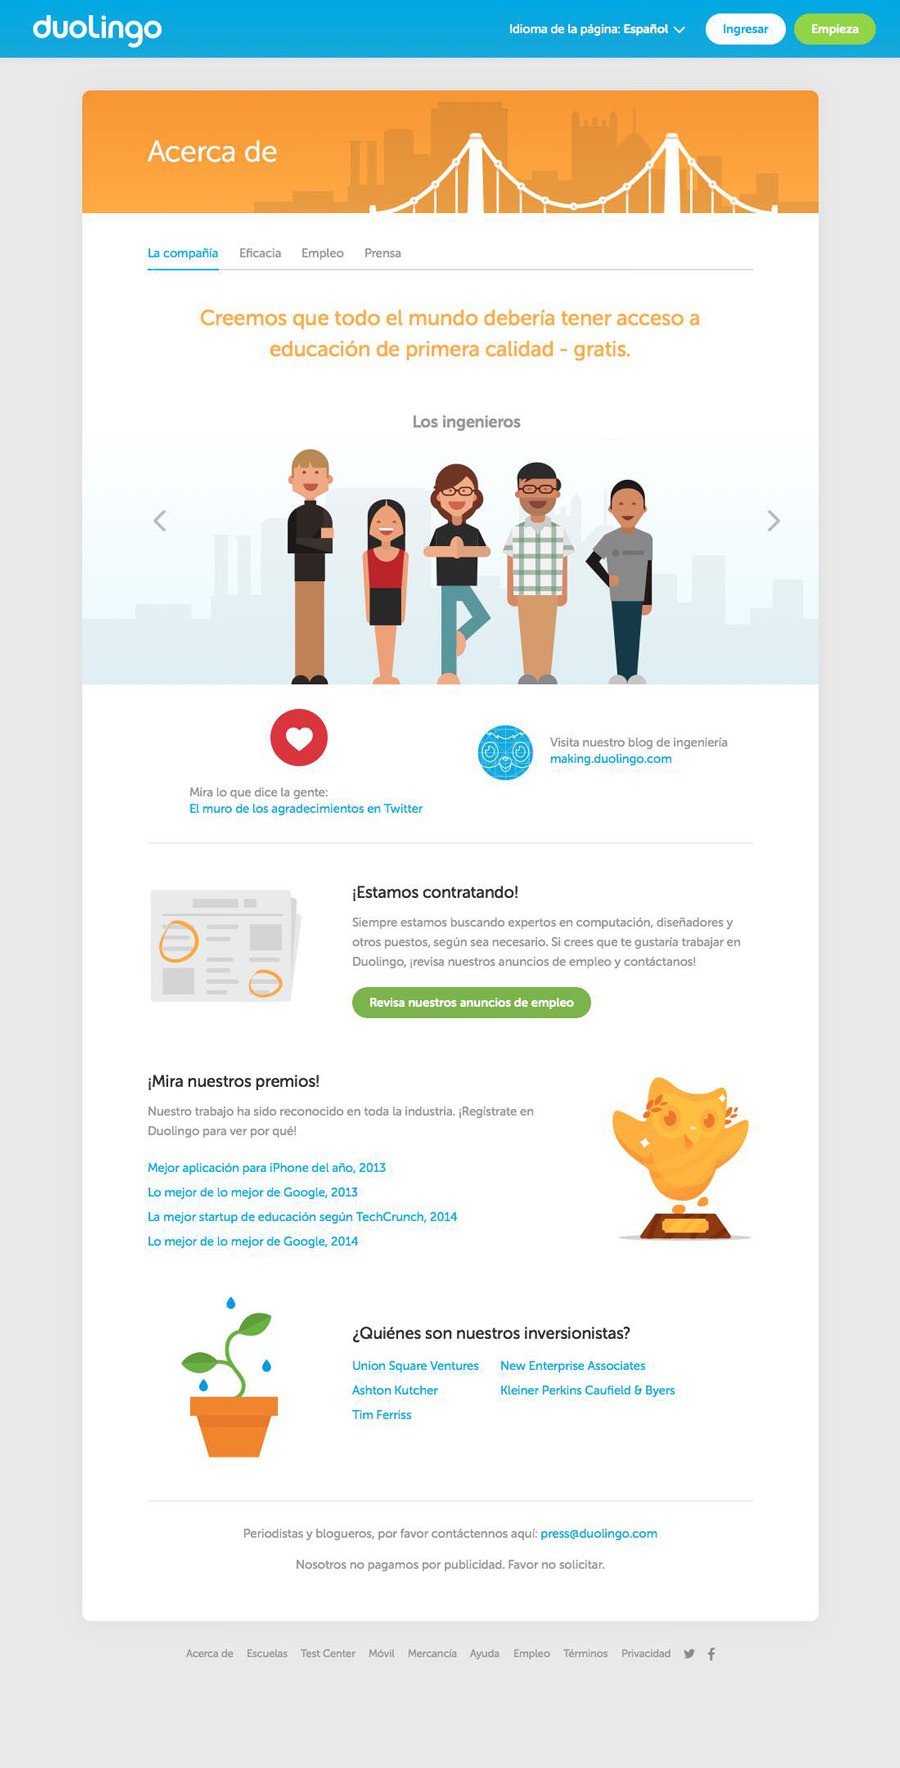 duolingo
Idioma de la página: Español
Ingresar
Empieza
Acerca de
La compañía
Eficacia
Empleo
Prensa
Creemos que todo el mundo debería tener acceso a
educación de primera calidad - gratis.
Los ingenieros
Mira lo que dice la gente:
El muro de los agradecimientos en Twitter
Visita nuestro blog de ingeniería
making.duolingo.com
¡Estamos contratando!
Siempre estamos buscando expertos en computación, diseñadores y
otros puestos, según sea necesario. Si crees que te gustaría trabajar en
Duolingo, ¡revisa nuestros anuncios de empleo y contáctanos!
Revisa nuestros anuncios de empleo
¡Mira nuestros premios!
Nuestro trabajo ha sido reconocido en toda la industria. ¡Regístrate en
Duolingo para ver por qué!
Mejor aplicación para iPhone del año, 2013
Lo mejor de lo mejor de Google, 2013
La mejor startup de educación según TechCrunch, 2014
Lo mejor de lo mejor de Google, 2014
¿Quiénes son nuestros inversionistas?
Union Square Ventures
New Enterprise Associates
Ashton Kutcher
Kleiner Perkins Caufield & Byers
Tim Ferriss
Periodistas y blogueros, por favor contáctennos aquí: press@duolingo.com
Nosotros no pagamos por publicidad. Favor no solicitar.
Acerca de
Escuelas
Test Center
Móvil
Mercancía
Ayuda
Empleo
Términos
Privacidad